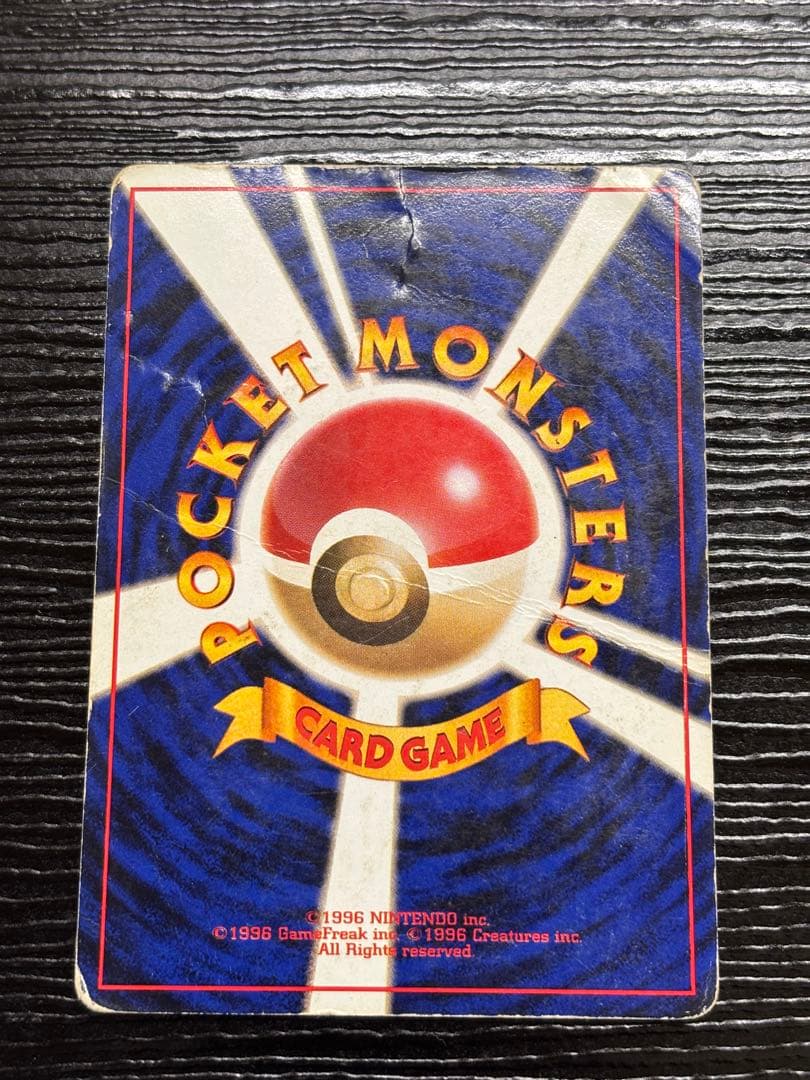 POCKET MONSTERS
CARD GAME
©1996 NINTENDO inc.
©1996 GameFreak inc. ©1996 Creatures inc.
All Rights reserved.